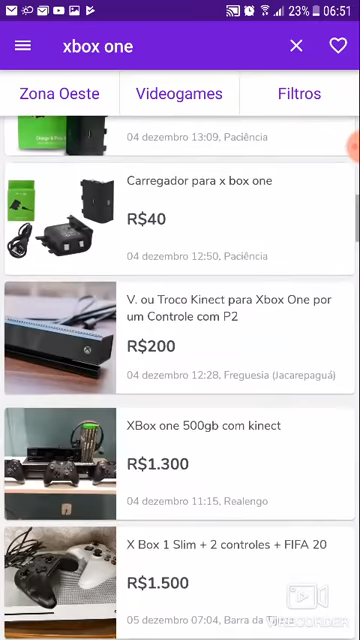 23% 06:51
xbox one
Zona Oeste
Videogames
Filtros
04 dezembro 13:09, Paciência
Carregador para x box one
R$40
04 dezembro 12:50, Paciência
V. ou Troco Kinect para Xbox One por
um Controle com P2
R$200
04 dezembro 12:28, Freguesia (Jacarepaguá)
XBox one 500gb com kinect
R$1.300
04 dezembro 11:15, Realengo
X Box 1 Slim + 2 controles + FIFA 20
R$1.500
05 dezembro 07:04, Barra da Tijuca
VIDEOSHOW